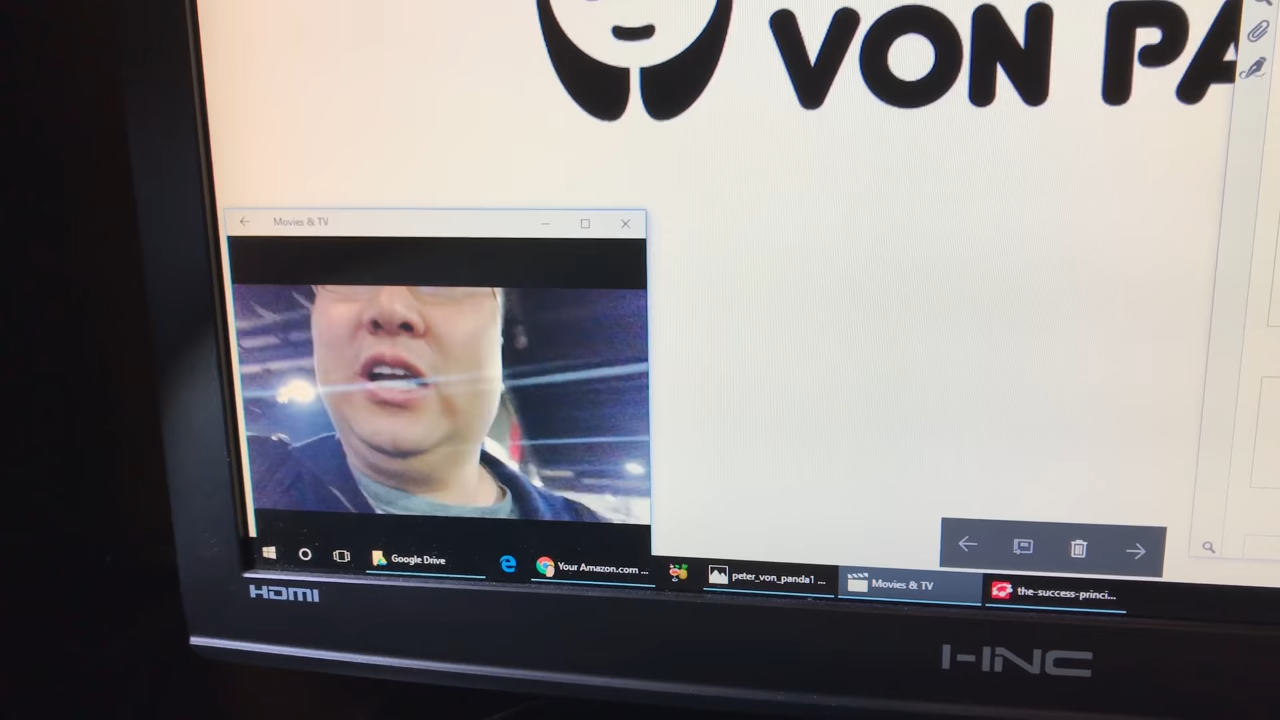 VON PA
Movies & TV
Google Drive
Your Amazon.com ...
peter_von_panda1 ...
Movies & TV
the-success-princi...
HDMI
I-INC